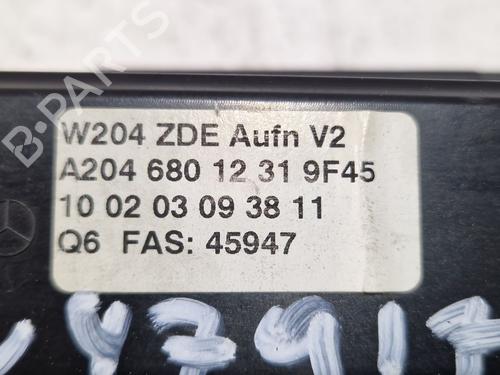 W204 ZDE Aufn V2
A204 680 12 31 9F45
10 02 03 09 38 11
Q6 FAS: 45947
47917
B-PARTS